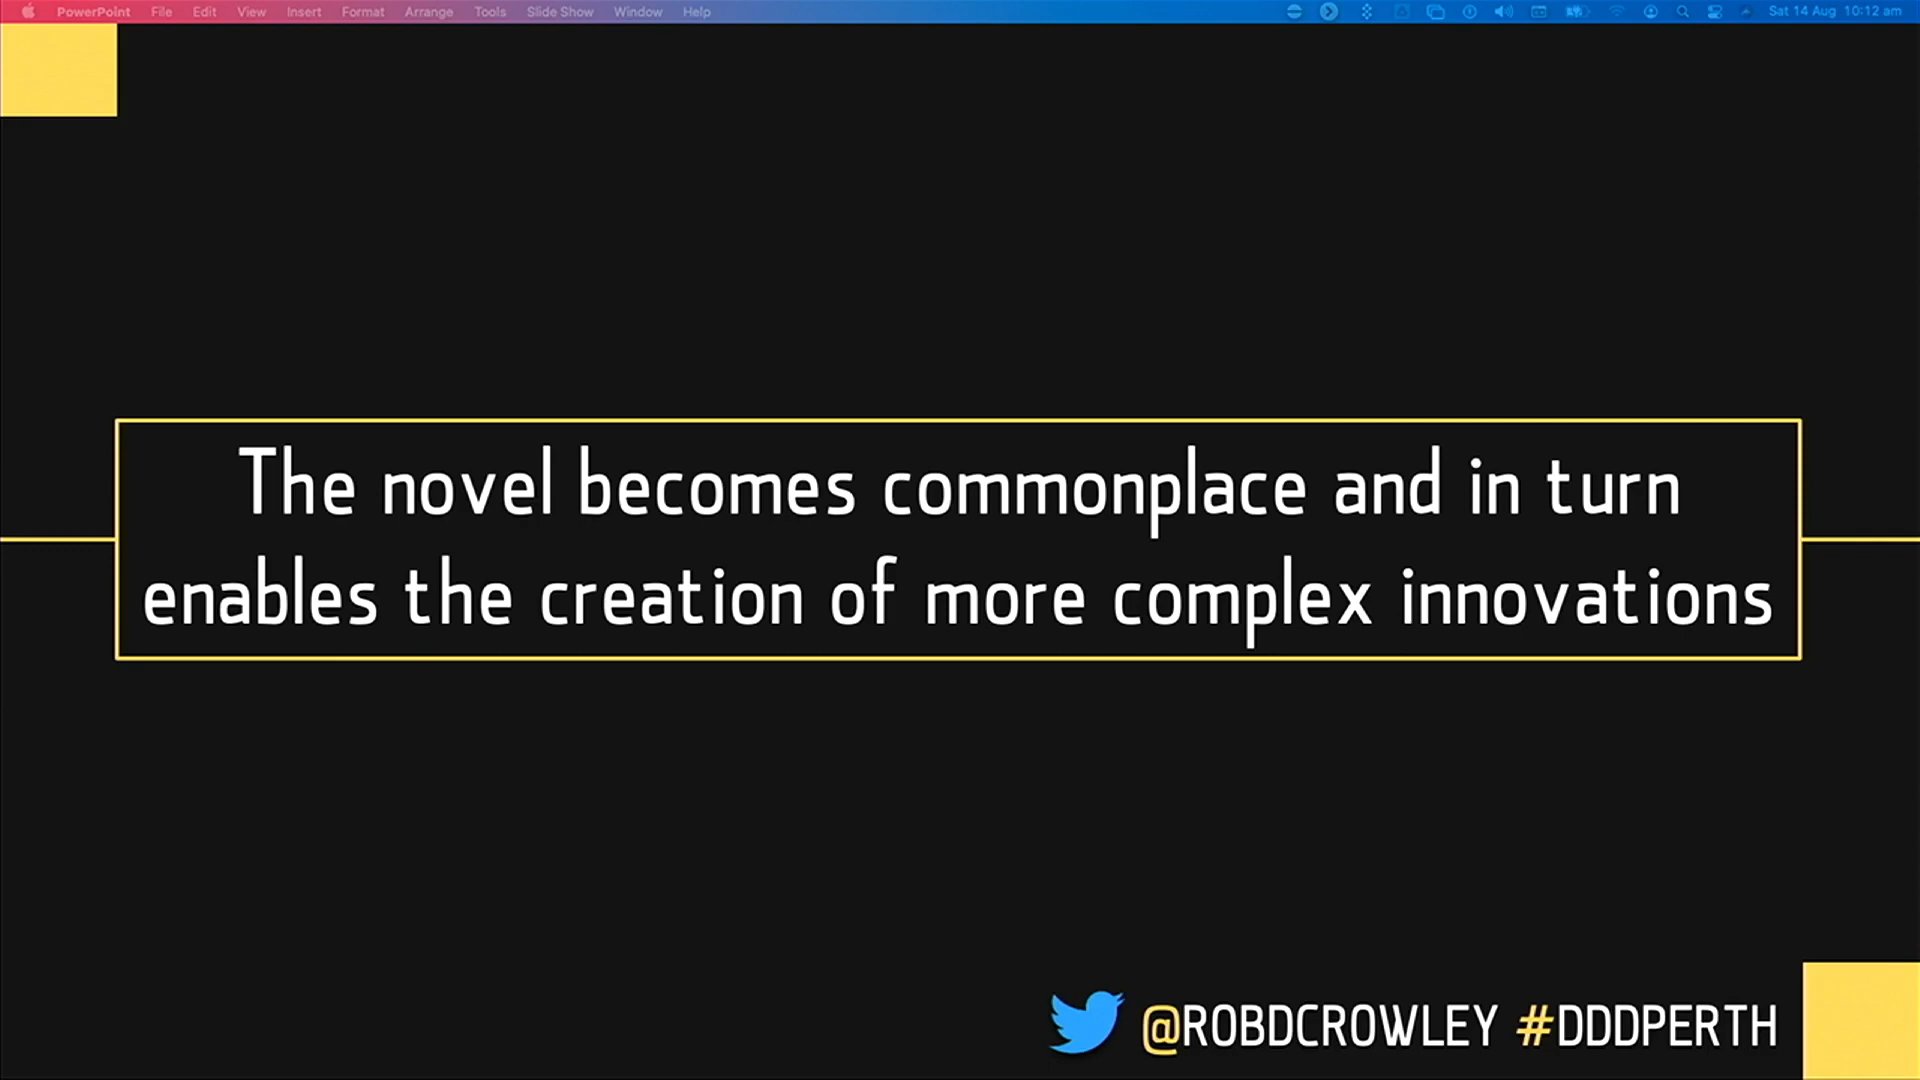 PowerPoint File Edit View Insert Format Arrange Tools Slide Show Window Help Sat 14 Aug 10:12 am
The novel becomes commonplace and in turn
enables the creation of more complex innovations
@ROBDCROWLEY #DDDPERTH